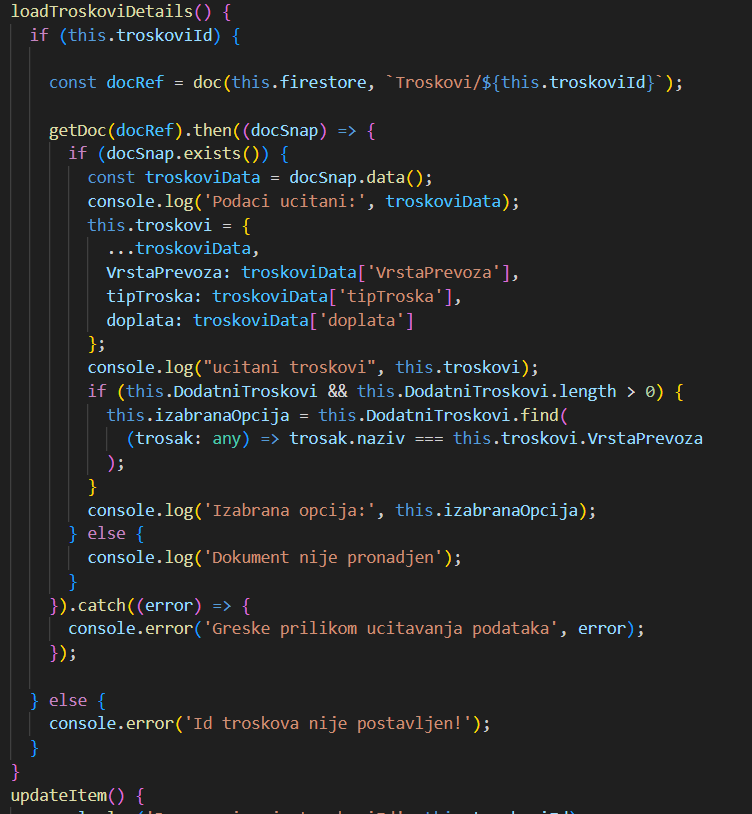 loadTroskoviDetails() {
if (this.troskoviId) {
const docRef = doc(this.firestore, `Troskovi/${this.troskoviId}`);
getDoc(docRef).then((docSnap) => {
if (docSnap.exists()) {
const troskoviData = docSnap.data();
console.log('Podaci ucitani:', troskoviData);
this.troskovi = {
...troskoviData,
VrstaPrevoza: troskoviData['VrstaPrevoza'],
tipTroska: troskoviData['tipTroska'],
doplata: troskoviData['doplata']
};
console.log("ucitani troskovi", this.troskovi);
if (this.DodatniTroskovi && this.DodatniTroskovi.length > 0) {
this.izabranaOpcija = this.DodatniTroskovi.find(
(trosak: any) => trosak.naziv === this.troskovi.VrstaPrevoza
);
}
console.log('Izabrana opcija:', this.izabranaOpcija);
} else {
console.log('Dokument nije pronadjen');
}
}).catch((error) => {
console.error('Greske prilikom ucitavanja podataka', error);
});
} else {
console.error('Id troskova nije postavljen!');
}
}
updateItem() {